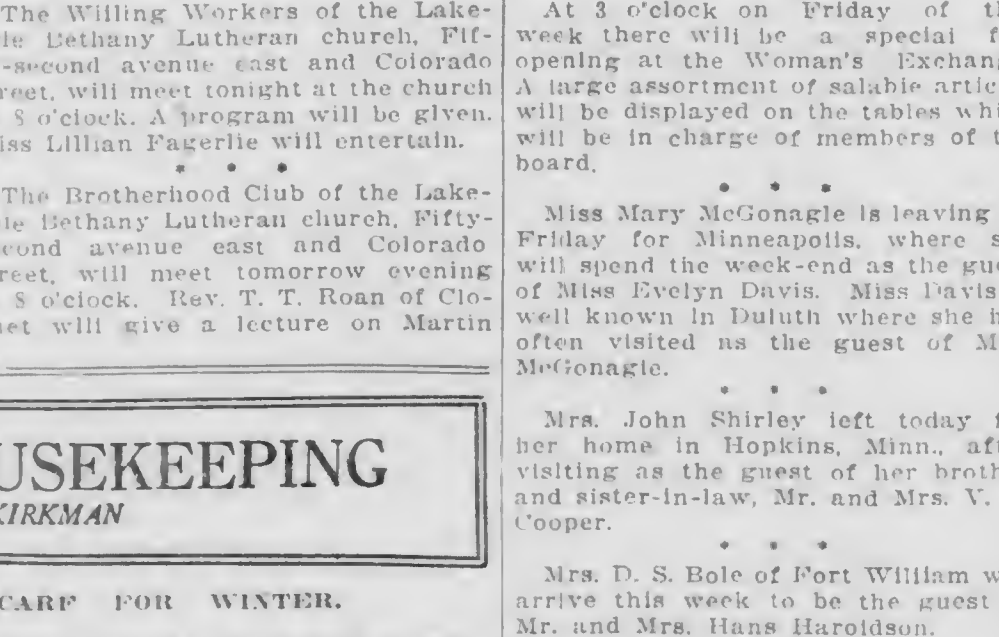 The Willing Workers of the Lake-
Bethany Lutheran church, Fif-
-second avenue east and Colorado
reet, will meet tonight at the church
8 o'clock. A program will be given.
iss Lillian Fagerlie will entertain.
* * *
The Brotherhood Club of the Lake-
Bethany Lutheran church, Fifty-
cond avenue east and Colorado
reet, will meet tomorrow evening
8 o'clock. Rev. T. T. Roan of Clo-
et will give a lecture on Martin
USEKEEPING
KIRKMAN
CARF FOR WINTER.
At 3 o'clock on Friday of th
week there will be a special f
opening at the Woman's Exchang
A large assortment of salable artic
will be displayed on the tables whi
will be in charge of members of t
board.
* * *
Miss Mary McGonagle is leaving
Friday for Minneapolis, where s
will spend the week-end as the gue
of Miss Evelyn Davis. Miss Davis
well known in Duluth where she h
often visited as the guest of M
McGonagle.
* * *
Mrs. John Shirley left today f
her home in Hopkins, Minn., aft
visiting as the guest of her broth
and sister-in-law, Mr. and Mrs. V.
Cooper.
* * *
Mrs. D. S. Bole of Fort William w
arrive this week to be the guest
Mr. and Mrs. Hans Haroldson.